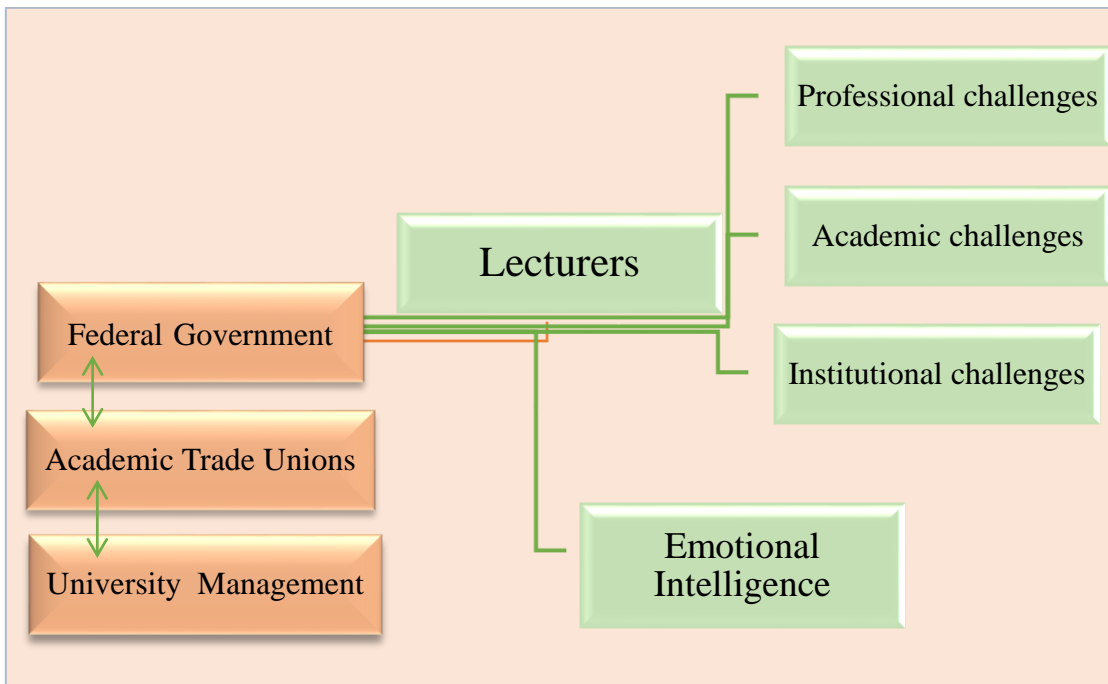 Professional challenges
Academic challenges
Lecturers
Federal Government
Institutional challenges
Academic Trade Unions
University Management
Emotional
Intelligence